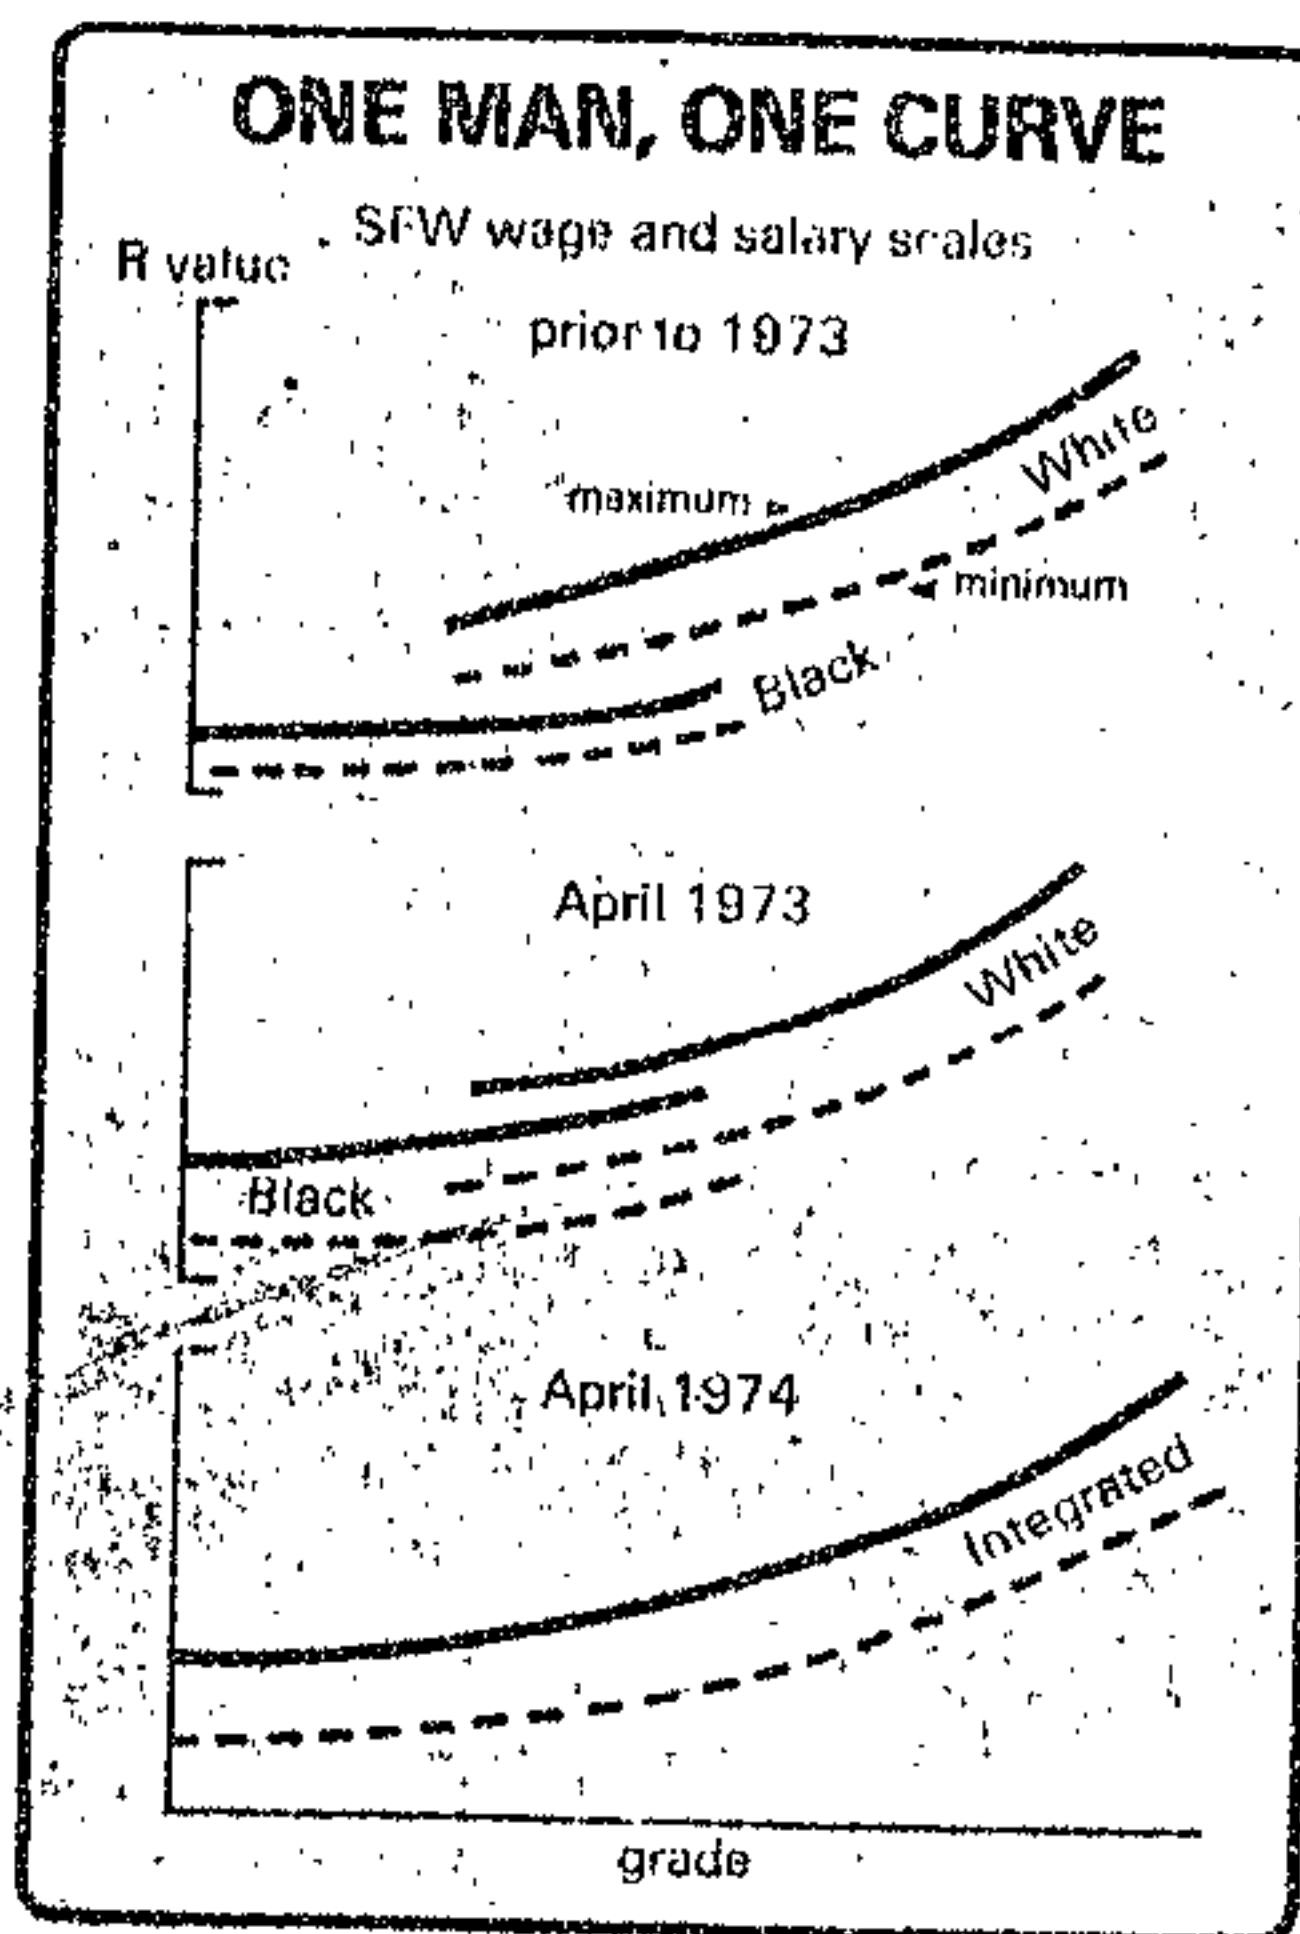 ONE MAN, ONE CURVE
SFW wage and salary scales
R value
prior to 1973
maximum
White
minimum
Black
April 1973
White
Black
April 1974
Integrated
grade